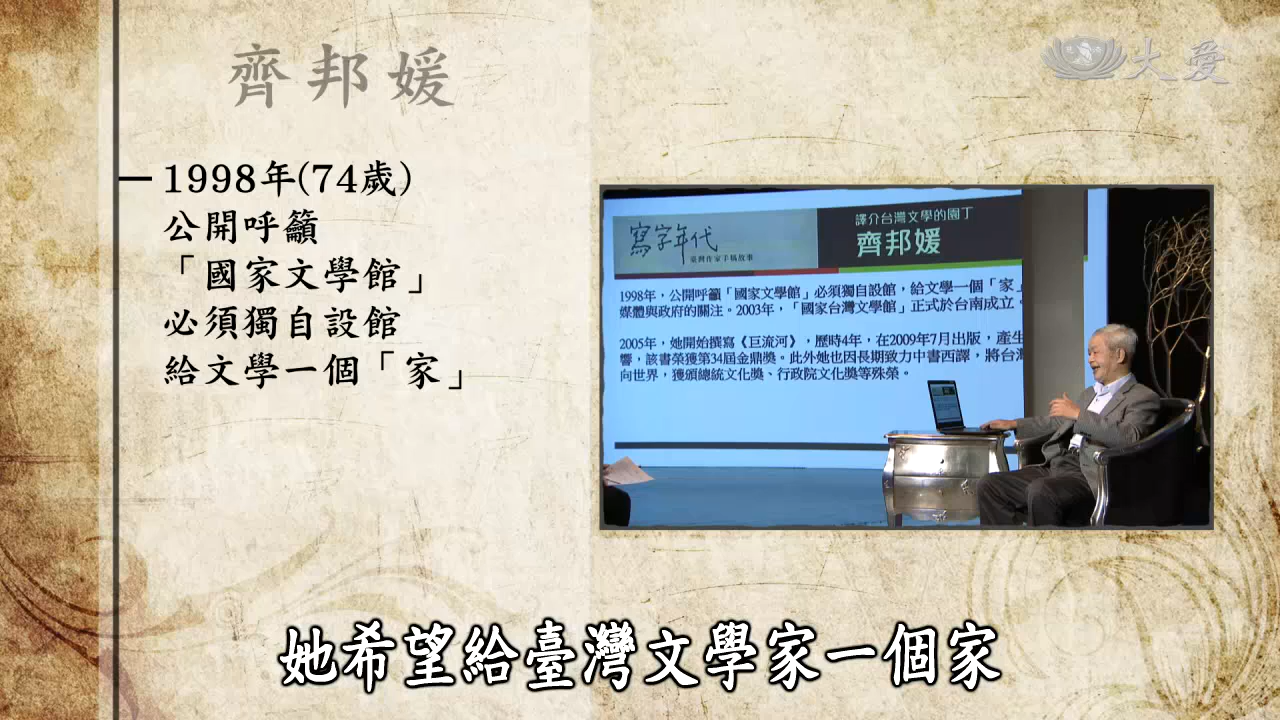 齊邦媛
大愛
1998年(74歲)
公開呼籲
「國家文學館」
必須獨自設館
給文學一個「家」
寫字年代
臺灣作家手稿故事
譯介台灣文學的園丁
齊邦媛
1998年，公開呼籲「國家文學館」必須獨自設館，給文學一個「家」
媒體與政府的關注。2003年，「國家台灣文學館」正式於台南成立。
2005年，她開始撰寫《巨流河》，歷時4年，在2009年7月出版，產生
響，該書榮獲第34屆金鼎獎。此外她也因長期致力中書西譯，將台灣
向世界，獲頒總統文化獎、行政院文化獎等殊榮。
她希望給臺灣文學家一個家